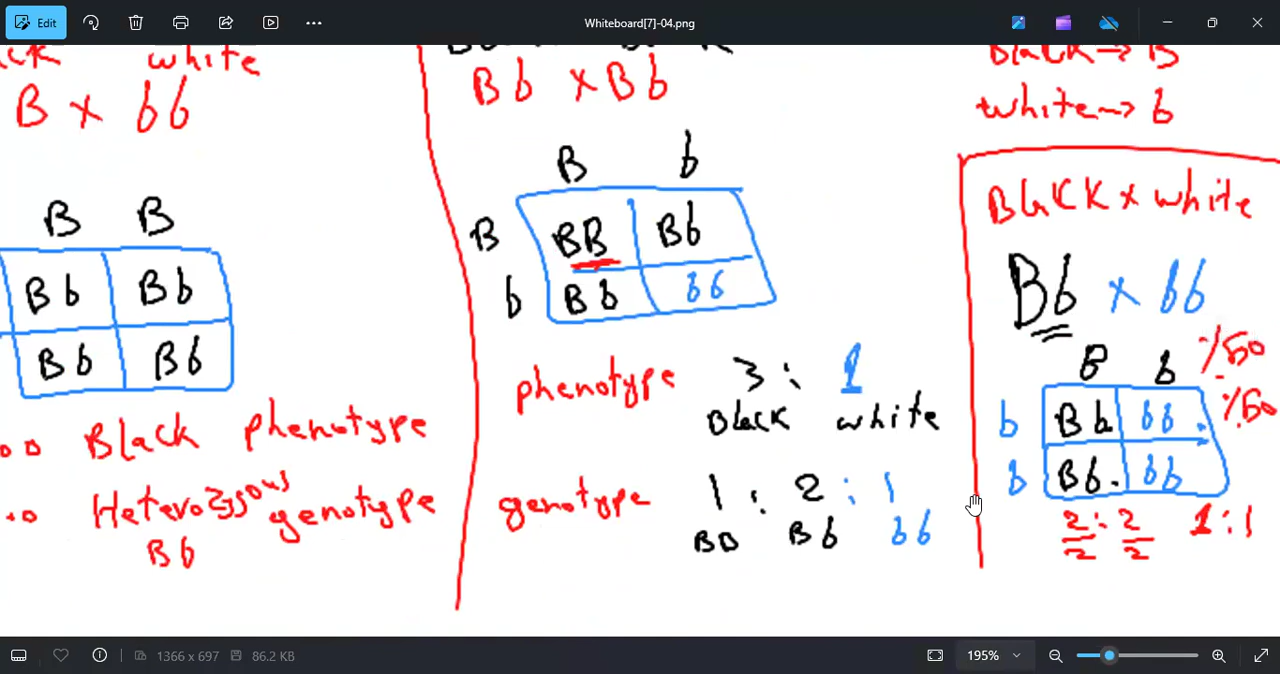 Edit
Whiteboard[7]-04.png
white
B x bb
B B
Bb Bb
Bb Bb
Black phenotype
Heterozygous genotype
Bb
Bb x Bb
B b
B BB Bb
b Bb bb
phenotype 3 : 1
Black white
genotype 1 : 2 : 1
BB Bb bb
Black → B
white → b
Black x white
Bb x bb
B b
b Bb bb
b Bb bb
٪50
٪50
2/2 : 2/2 1 : 1
1366 x 697
86.2 KB
195%